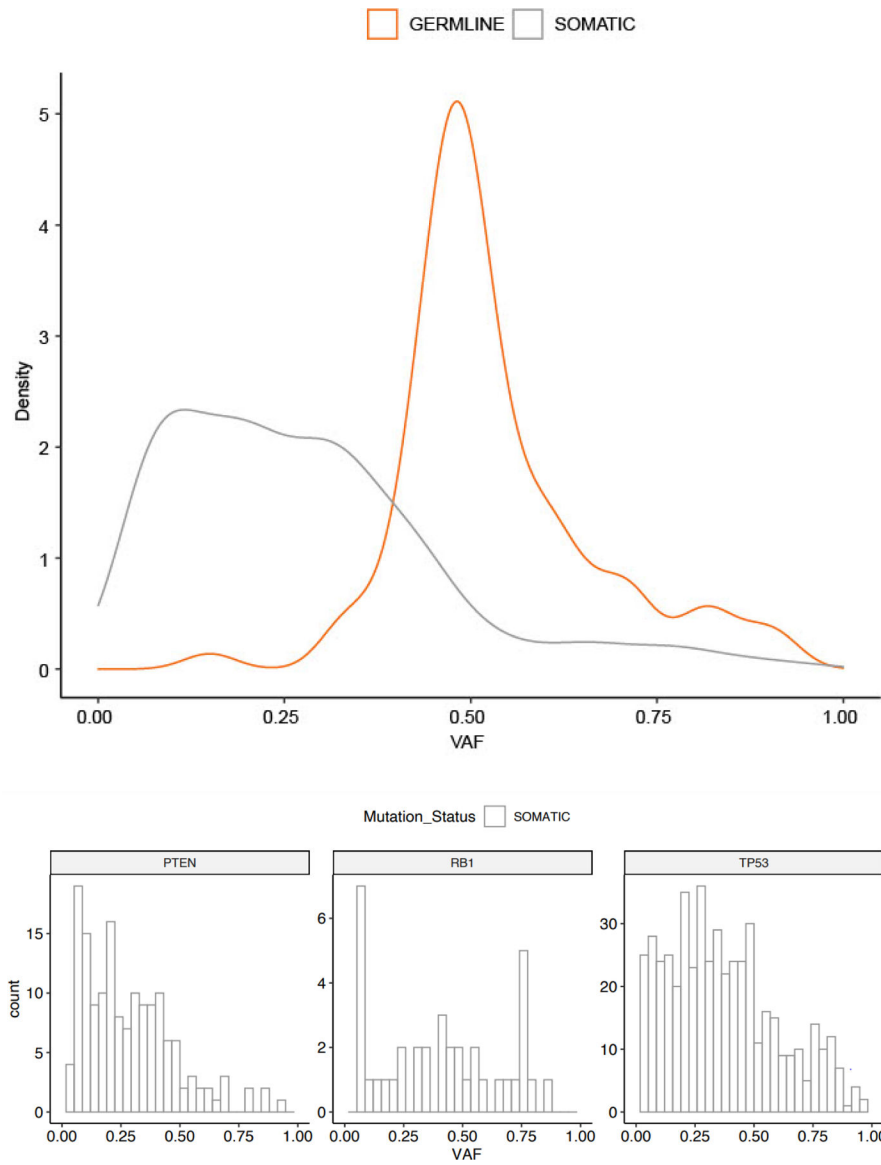 GERMLINE SOMATIC
5
4
3
2
1
0
Density
0.00 0.25 0.50 0.75 1.00
VAF
Mutation_Status SOMATIC
PTEN RB1 TP53
15
10
5
0
count
6
4
2
0
30
20
10
0
0.00 0.25 0.50 0.75 1.00 0.00 0.25 0.50 0.75 1.00 0.00 0.25 0.50 0.75 1.00
VAF